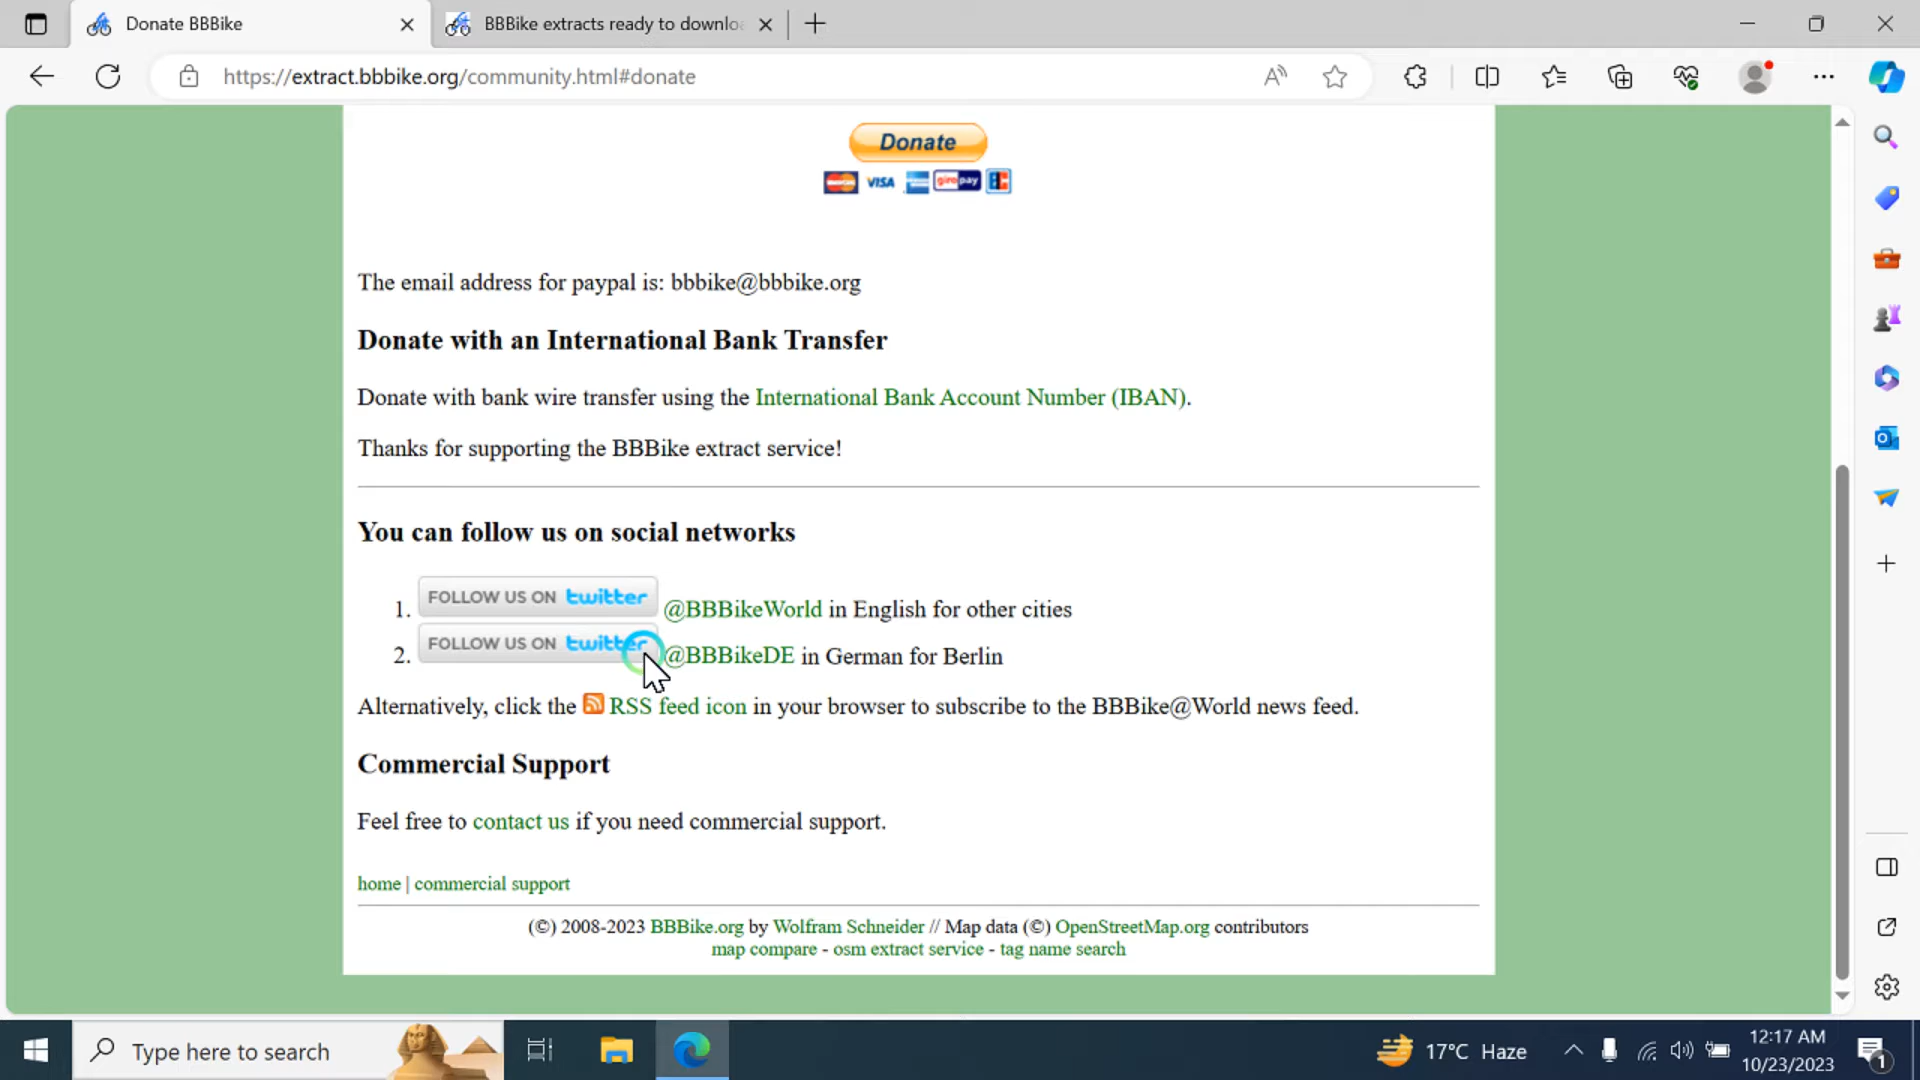 Donate BBBike
BBBike extracts ready to downlo
https://extract.bbbike.org/community.html#donate
Donate
VISA giropay
The email address for paypal is: bbbike@bbbike.org
Donate with an International Bank Transfer
Donate with bank wire transfer using the International Bank Account Number (IBAN).
Thanks for supporting the BBBike extract service!
You can follow us on social networks
1. FOLLOW US ON twitter @BBBikeWorld in English for other cities
2. FOLLOW US ON twitter @BBBikeDE in German for Berlin
Alternatively, click the RSS feed icon in your browser to subscribe to the BBBike@World news feed.
Commercial Support
Feel free to contact us if you need commercial support.
home | commercial support
(©) 2008-2023 BBBike.org by Wolfram Schneider // Map data (©) OpenStreetMap.org contributors
map compare - osm extract service - tag name search
Type here to search
17°C Haze
12:17 AM
10/23/2023
1